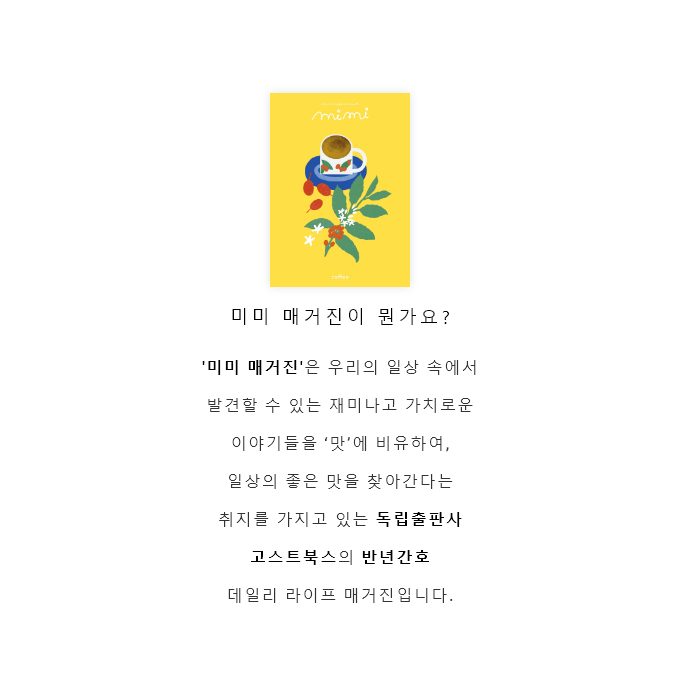 mimi
coffee
미미 매거진이 뭔가요?
'미미 매거진'은 우리의 일상 속에서
발견할 수 있는 재미나고 가치로운
이야기들을 ‘맛’에 비유하여,
일상의 좋은 맛을 찾아간다는
취지를 가지고 있는 독립출판사
고스트북스의 반년간호
데일리 라이프 매거진입니다.